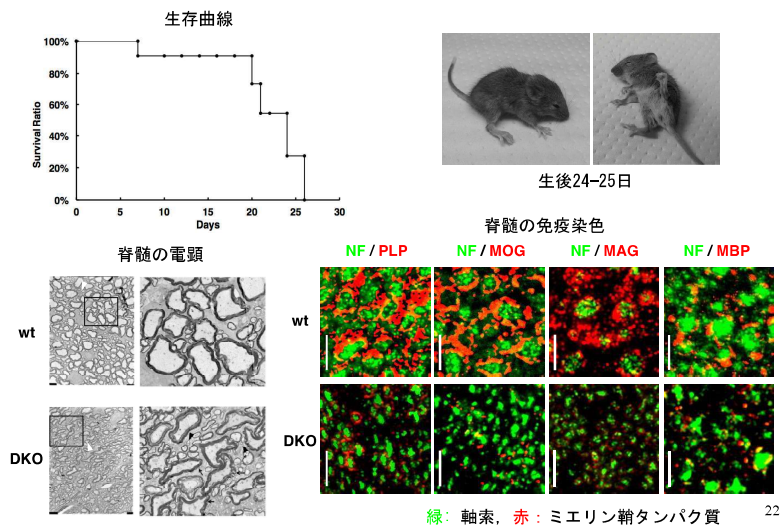 生存曲線
100%
80%
60%
40%
20%
0%
Survival Ratio
0 5 10 15 20 25 30
Days
生後24−25日
脊髄の電顕
wt
DKO
脊髄の免疫染色
NF / PLP NF / MOG NF / MAG NF / MBP
wt
DKO
緑: 軸索, 赤: ミエリン鞘タンパク質
22